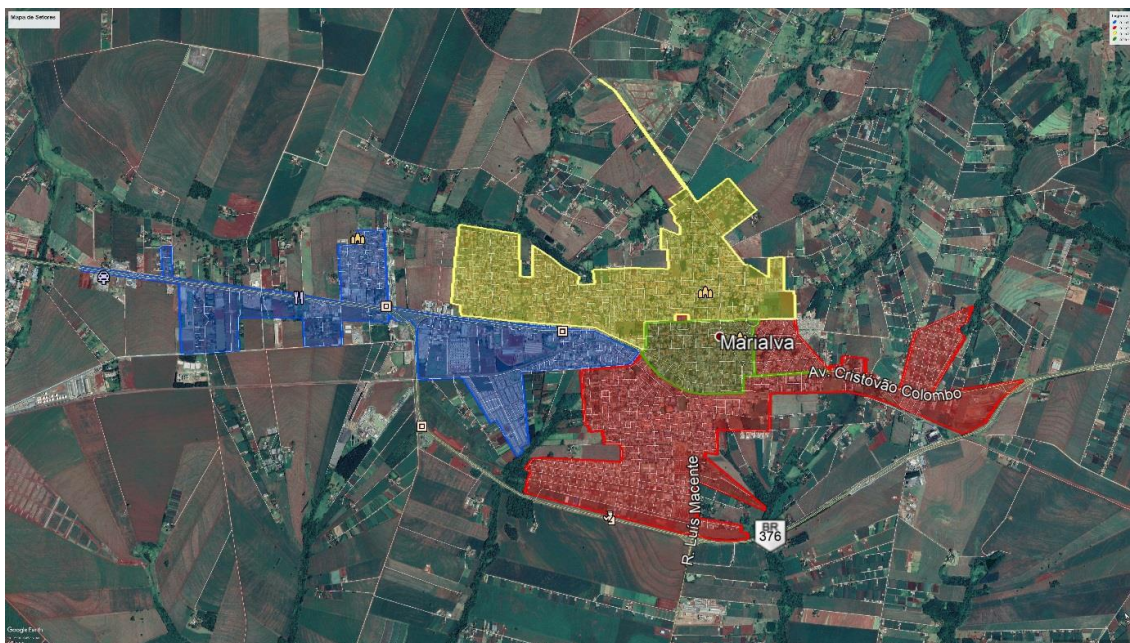 Mapa de Setores
Marialva
Av. Cristóvão Colombo
R. Luís Macente
BR
376
Google Earth